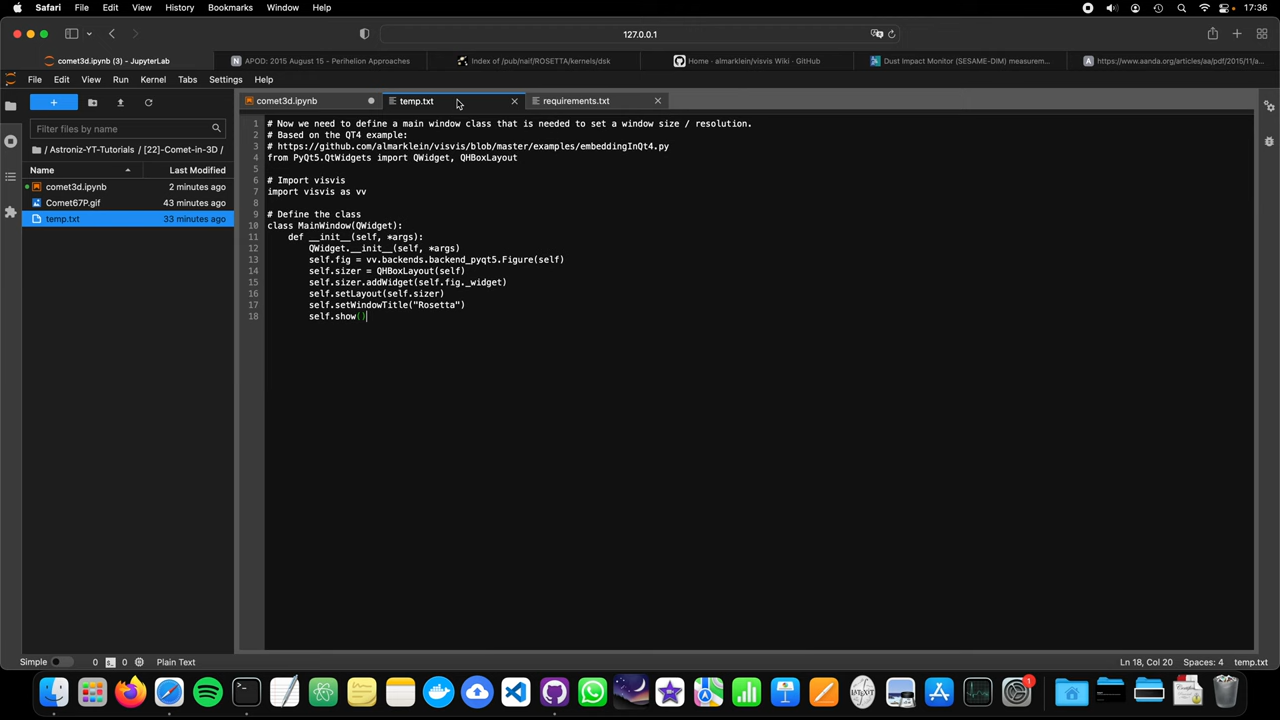 Safari File Edit View History Bookmarks Window Help 17:36
127.0.0.1
comet3d.ipynb (3) - JupyterLab
APOD: 2015 August 15 - Perihelion Approaches
Index of /pub/naif/ROSETTA/kernels/dsk
Home · almarklein/visvis Wiki · GitHub
Dust Impact Monitor (SESAME-DIM) measurem...
https://www.aanda.org/articles/aa/pdf/2015/11/a...
File Edit View Run Kernel Tabs Settings Help
comet3d.ipynb
temp.txt
requirements.txt
Filter files by name
/ Astroniz-YT-Tutorials / [22]-Comet-in-3D /
Name Last Modified
comet3d.ipynb 2 minutes ago
Comet67P.gif 43 minutes ago
temp.txt 33 minutes ago
1 # Now we need to define a main window class that is needed to set a window size / resolution.
2 # Based on the QT4 example:
3 # https://github.com/almarklein/visvis/blob/master/examples/embeddingInQt4.py
4 from PyQt5.QtWidgets import QWidget, QHBoxLayout
5
6 # Import visvis
7 import visvis as vv
8
9 # Define the class
10 class MainWindow(QWidget):
11 def __init__(self, *args):
12 QWidget.__init__(self, *args)
13 self.fig = vv.backends.backend_pyqt5.Figure(self)
14 self.sizer = QHBoxLayout(self)
15 self.sizer.addWidget(self.fig._widget)
16 self.setLayout(self.sizer)
17 self.setWindowTitle("Rosetta")
18 self.show()
Simple 0 0 Plain Text Ln 18, Col 20 Spaces: 4 temp.txt
1